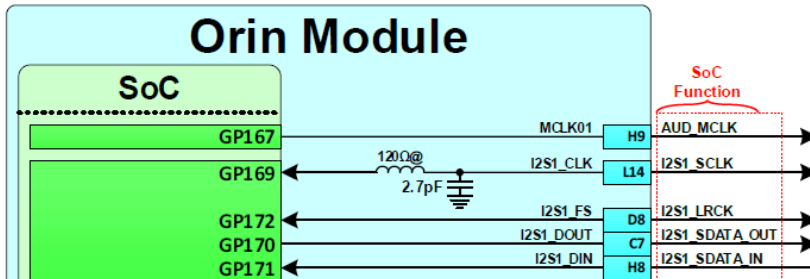 Orin Module
SoC
SoC
Function
GP167
MCLK01
H9
AUD_MCLK
120Ω@
GP169
I2S1_CLK
L14
I2S1_SCLK
2.7pF
GP172
I2S1_FS
D8
I2S1_LRCK
GP170
I2S1_DOUT
C7
I2S1_SDATA_OUT
GP171
I2S1_DIN
H8
I2S1_SDATA_IN